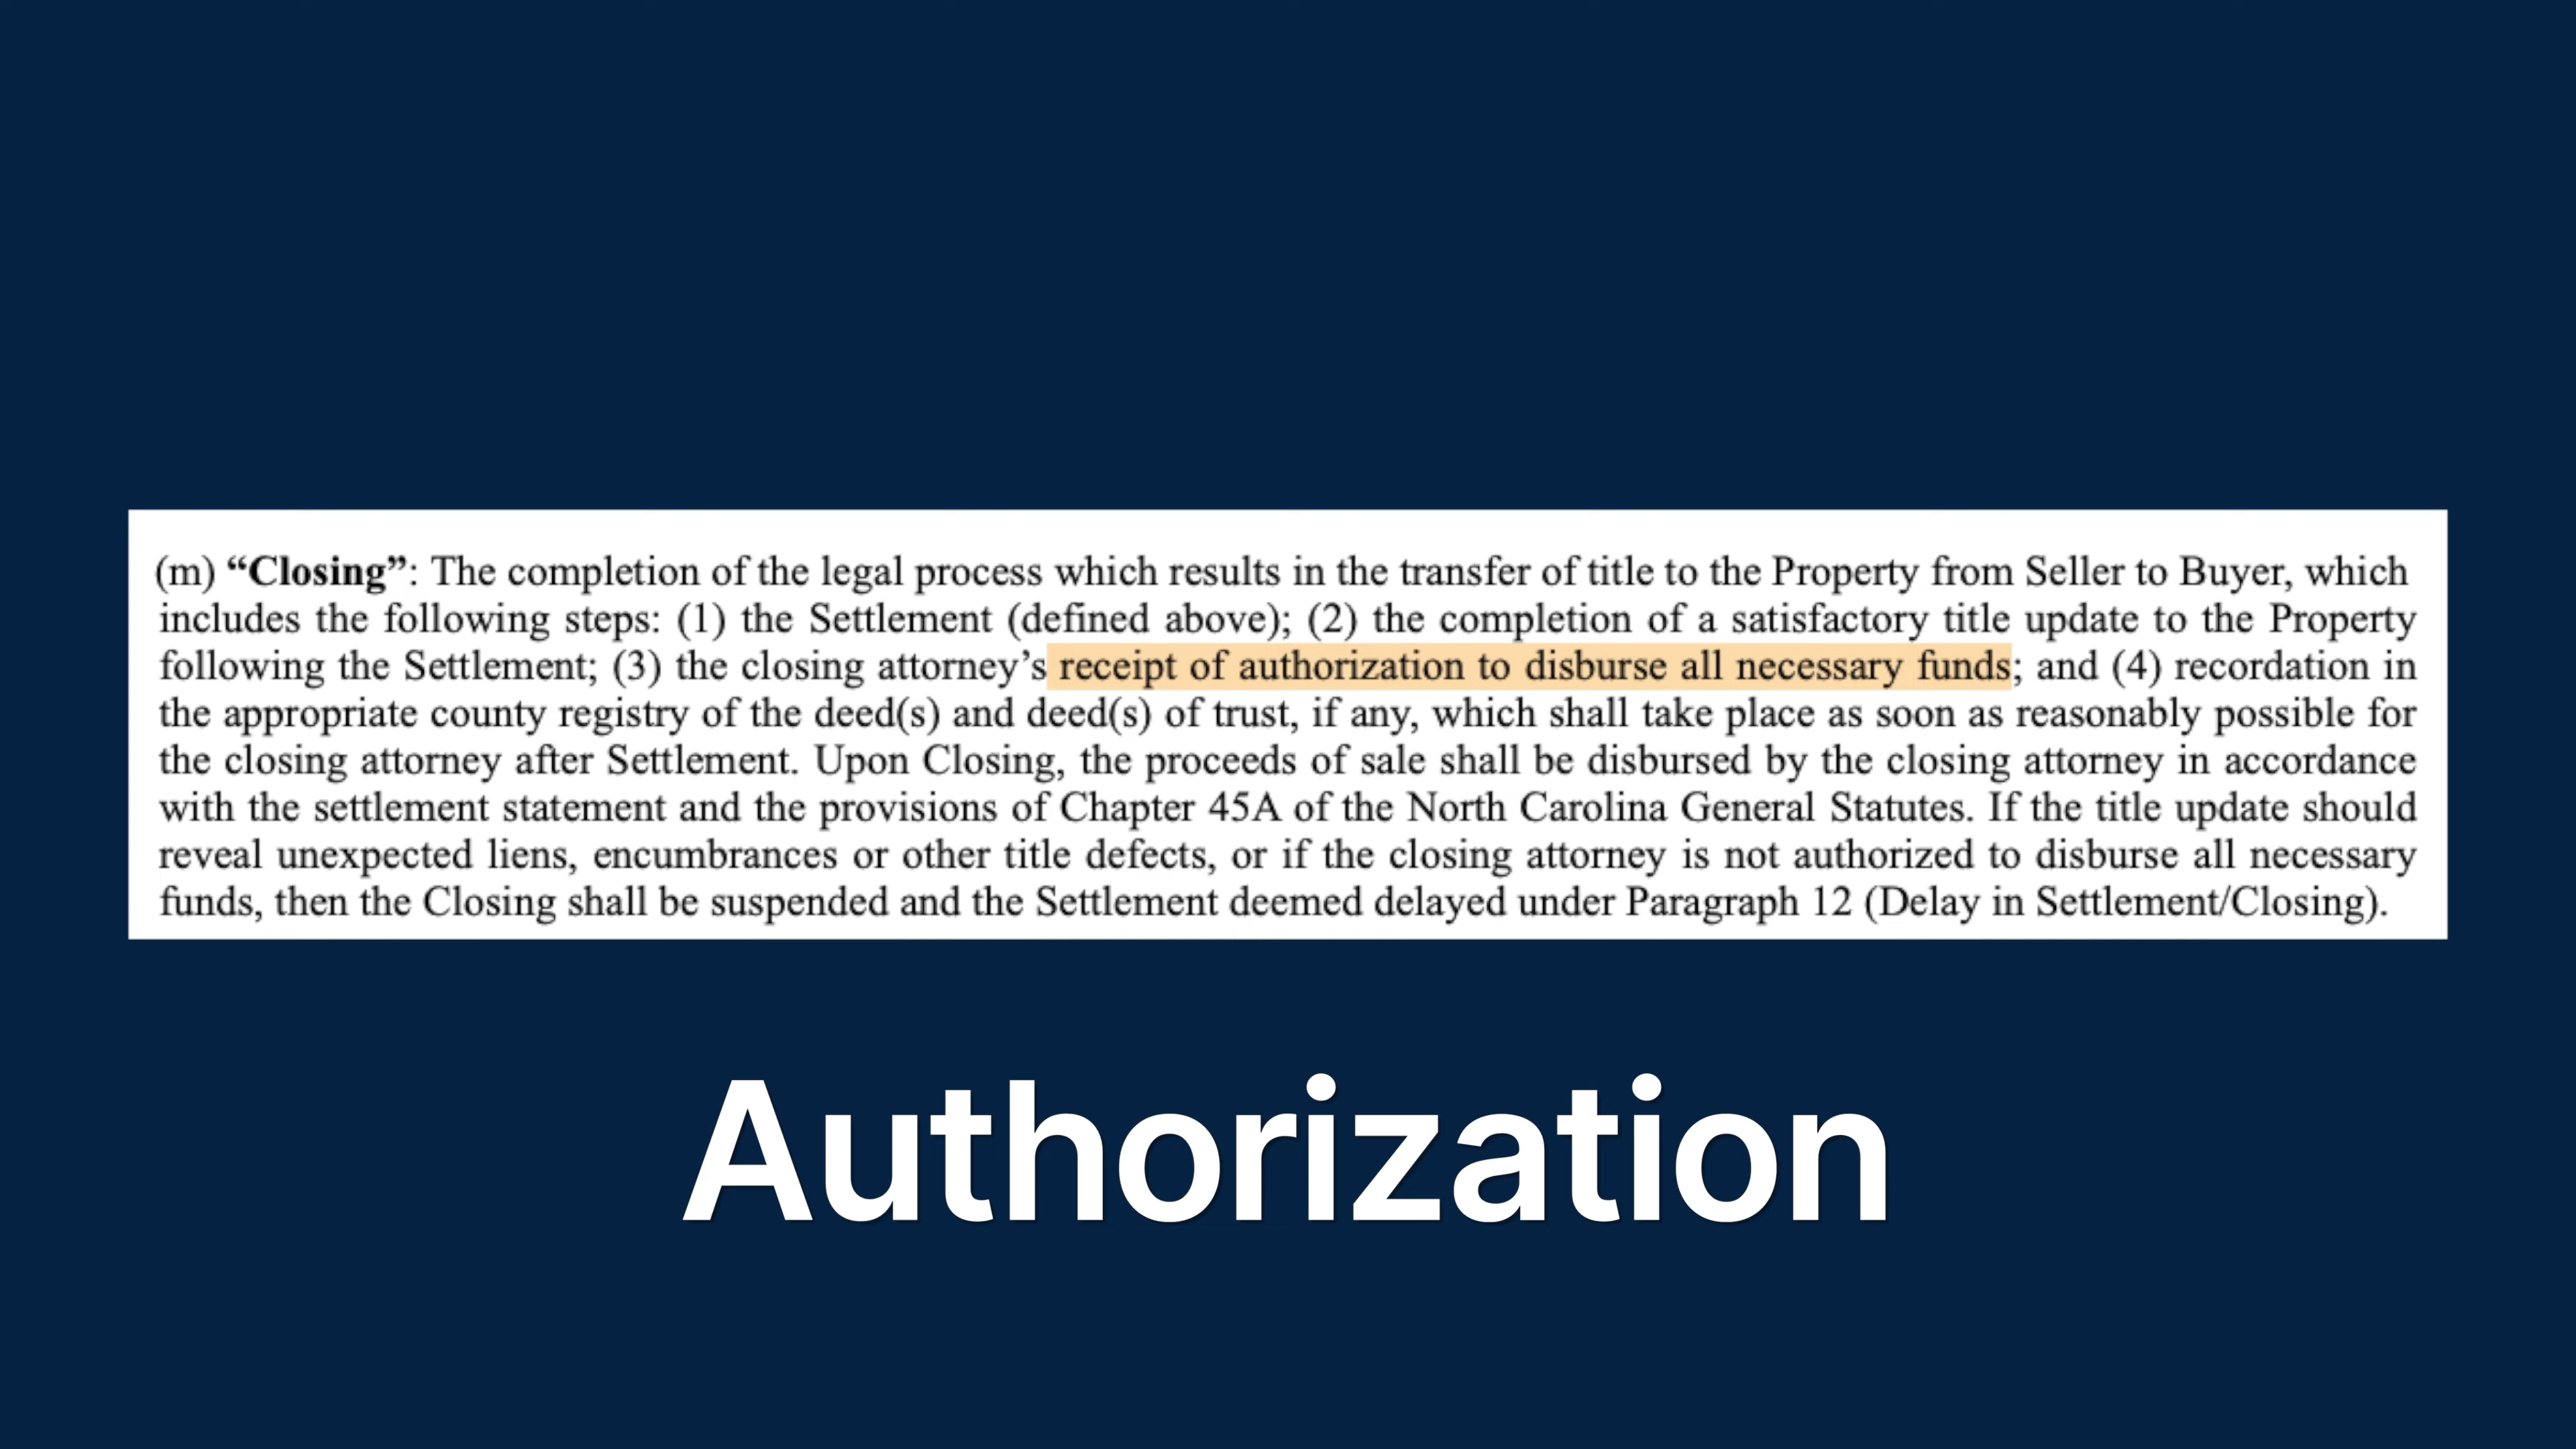 (m) “Closing”: The completion of the legal process which results in the transfer of title to the Property from Seller to Buyer, which
includes the following steps: (1) the Settlement (defined above); (2) the completion of a satisfactory title update to the Property
following the Settlement; (3) the closing attorney’s receipt of authorization to disburse all necessary funds; and (4) recordation in
the appropriate county registry of the deed(s) and deed(s) of trust, if any, which shall take place as soon as reasonably possible for
the closing attorney after Settlement. Upon Closing, the proceeds of sale shall be disbursed by the closing attorney in accordance
with the settlement statement and the provisions of Chapter 45A of the North Carolina General Statutes. If the title update should
reveal unexpected liens, encumbrances or other title defects, or if the closing attorney is not authorized to disburse all necessary
funds, then the Closing shall be suspended and the Settlement deemed delayed under Paragraph 12 (Delay in Settlement/Closing).
Authorization